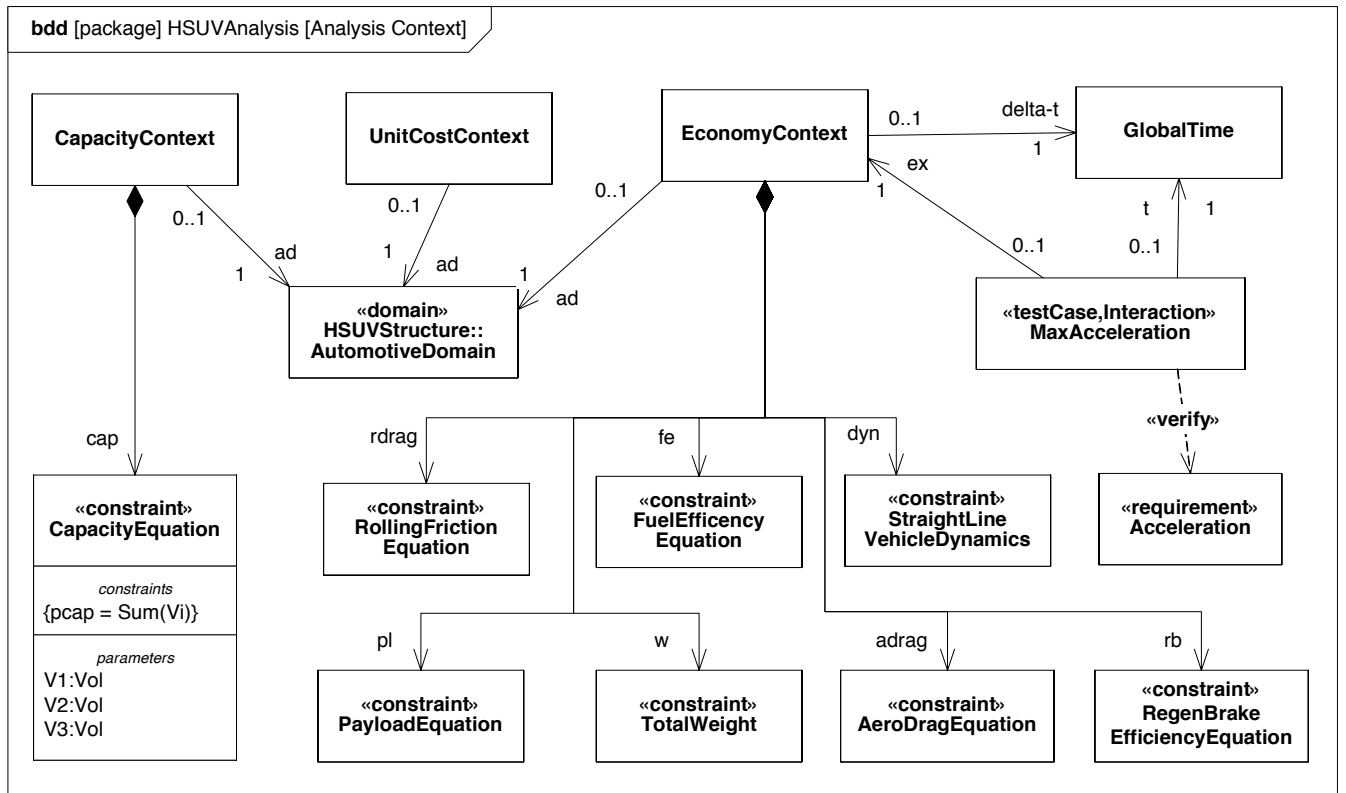 bdd [package] HSUVAnalysis [Analysis Context]
CapacityContext
UnitCostContext
EconomyContext
GlobalTime
0..1
delta-t
1
ex
1
0..1
ad
1
0..1
1
ad
0..1
1
ad
0..1
t
1
0..1
«domain»
HSUVStructure::
AutomotiveDomain
«testCase,Interaction»
MaxAcceleration
«verify»
cap
rdrag
fe
dyn
«constraint»
CapacityEquation
constraints
{pcap = Sum(Vi)}
parameters
V1:Vol
V2:Vol
V3:Vol
«constraint»
RollingFriction
Equation
«constraint»
FuelEfficency
Equation
«constraint»
StraightLine
VehicleDynamics
«requirement»
Acceleration
pl
w
adrag
rb
«constraint»
PayloadEquation
«constraint»
TotalWeight
«constraint»
AeroDragEquation
«constraint»
RegenBrake
EfficiencyEquation